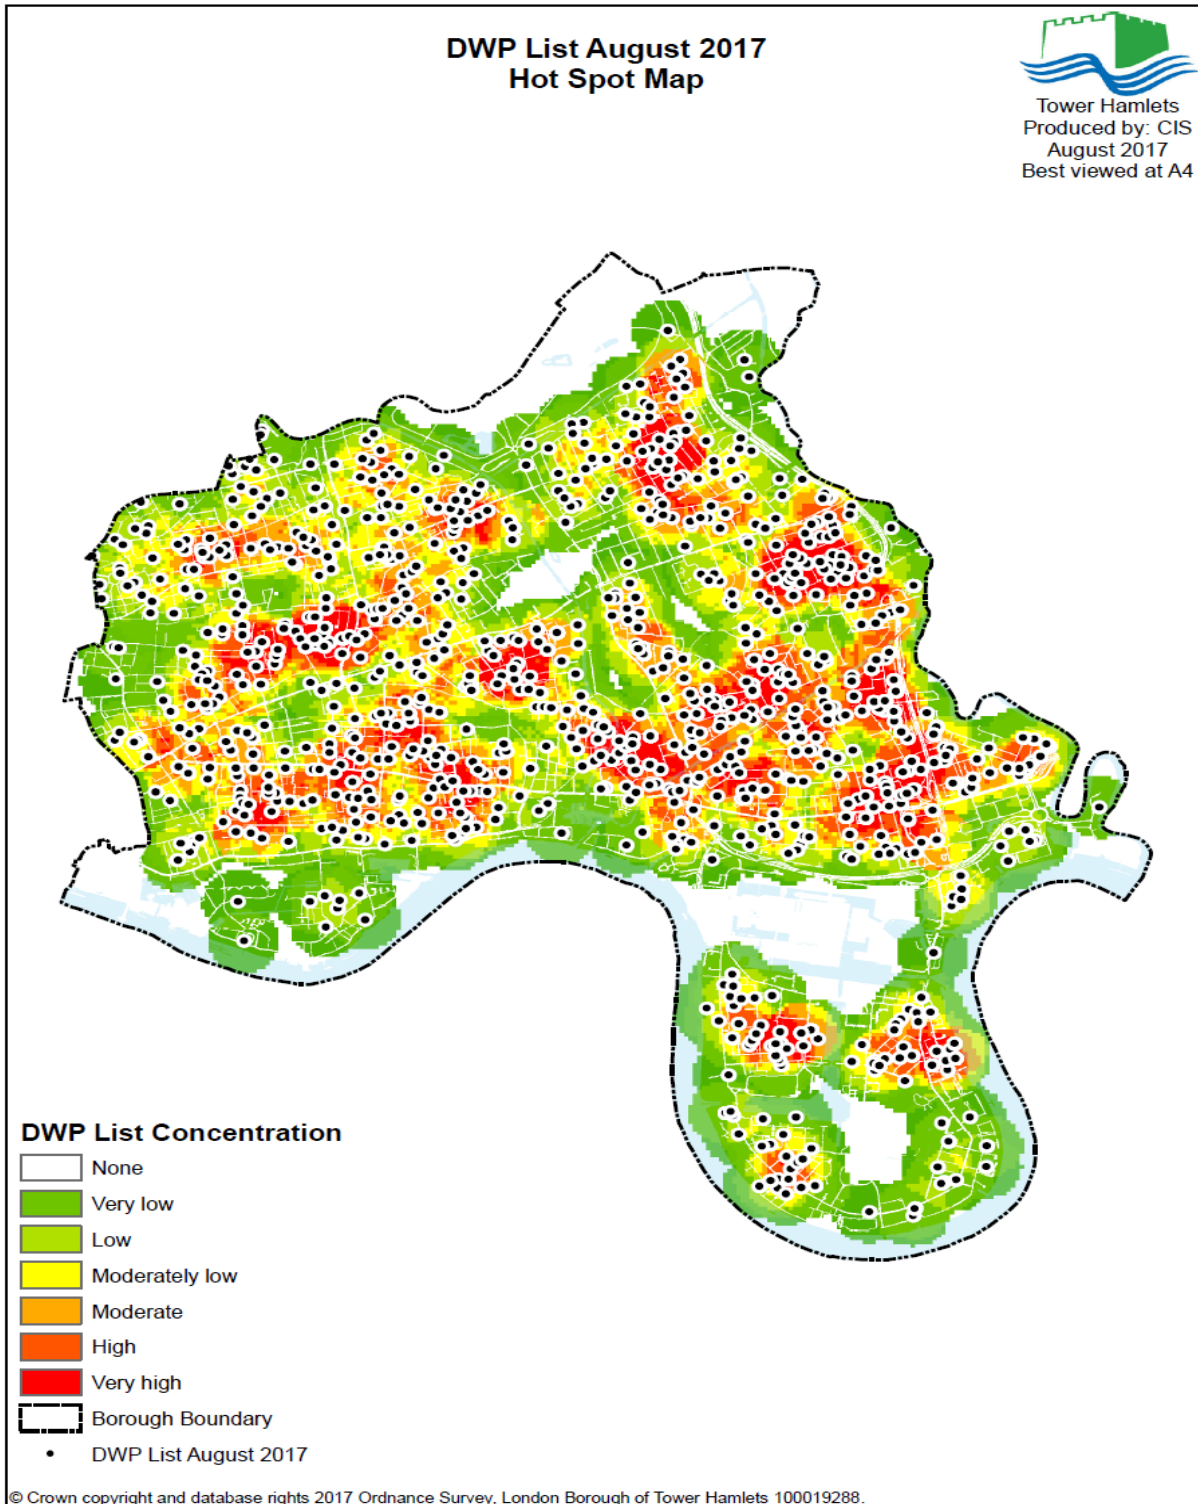 DWP List August 2017
Hot Spot Map
Tower Hamlets
Produced by: CIS
August 2017
Best viewed at A4
DWP List Concentration
None
Very low
Low
Moderately low
Moderate
High
Very high
Borough Boundary
DWP List August 2017
© Crown copyright and database rights 2017 Ordnance Survey, London Borough of Tower Hamlets 100019288.